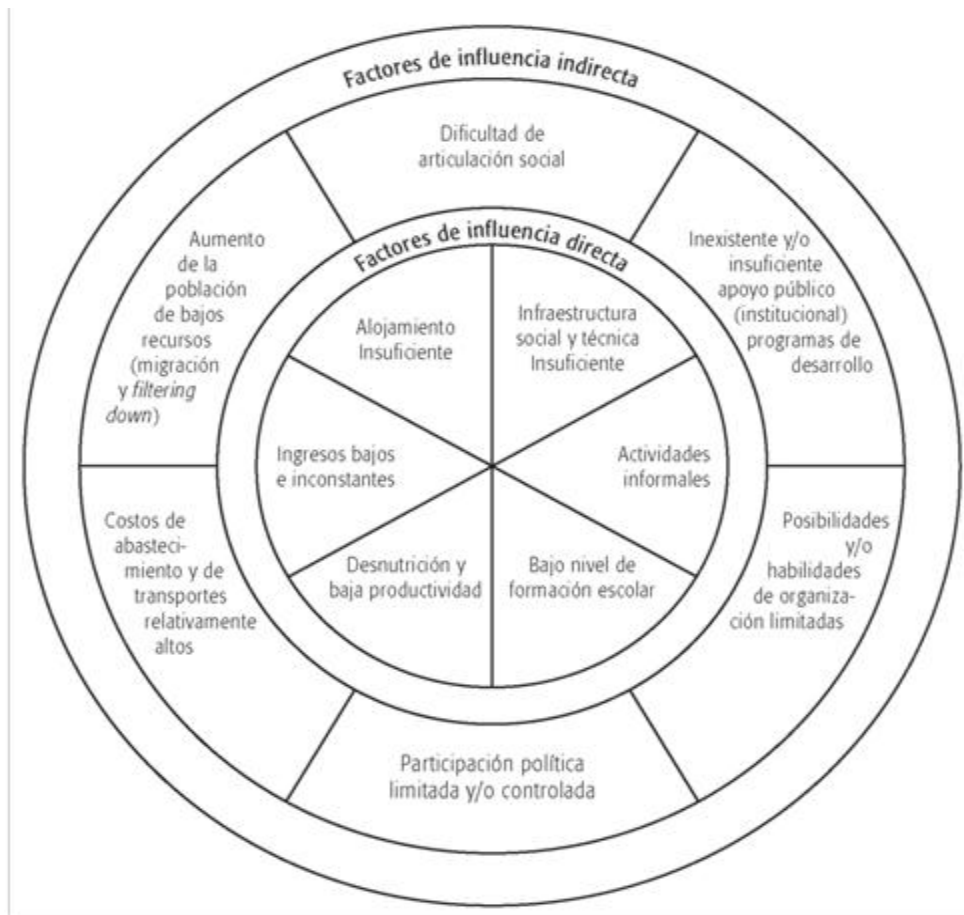 Factores de influencia indirecta
Dificultad de
articulación social
Aumento
de la
población
de bajos
recursos
(migración
y filtering
down)
Inexistente y/o
insuficiente
apoyo público
(institucional)
programas de
desarrollo
Factores de influencia directa
Alojamiento
Insuficiente
Infraestructura
social y técnica
Insuficiente
Ingresos bajos
e inconstantes
Actividades
informales
Desnutrición y
baja productividad
Bajo nivel de
formación escolar
Costos de
abasteci-
miento y de
transportes
relativamente
altos
Posibilidades
y/o
habilidades
de organiza-
ción limitadas
Participación política
limitada y/o controlada